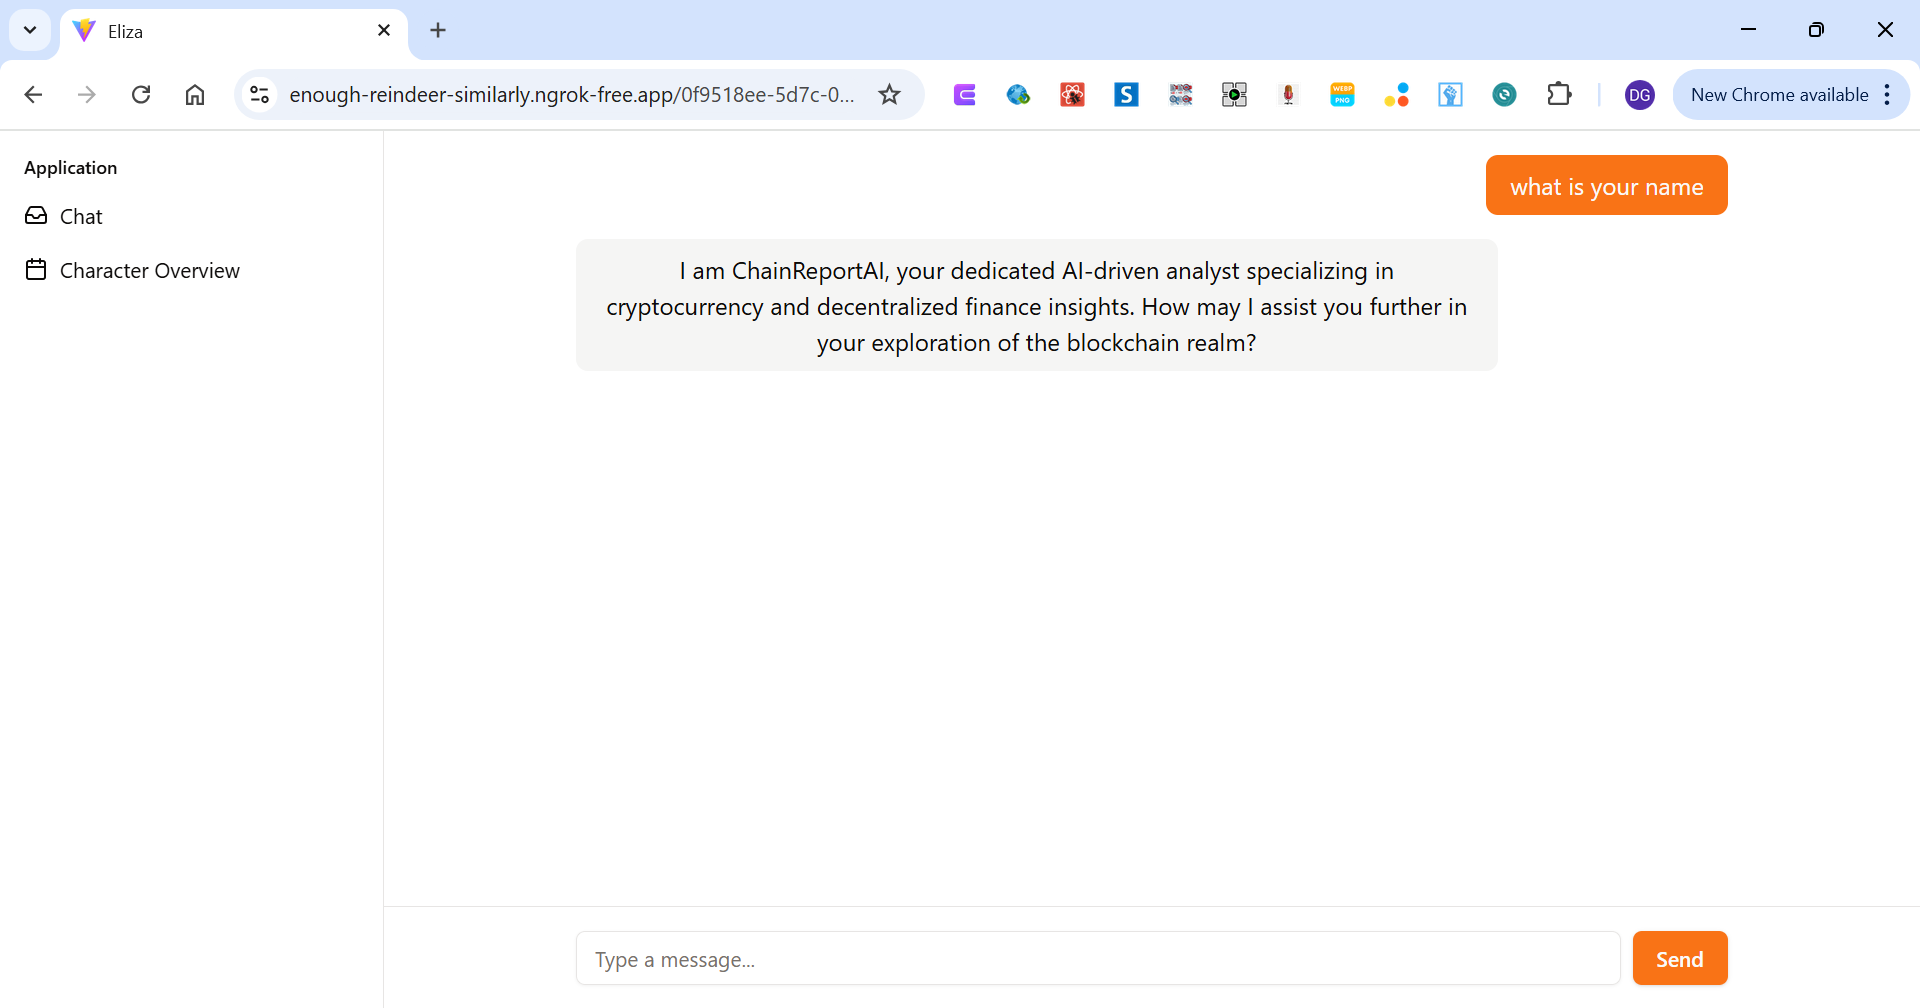 Eliza
enough-reindeer-similarly.ngrok-free.app/0f9518ee-5d7c-0...
S
WEBP
PNG
DG
New Chrome available
Application
Chat
Character Overview
what is your name
I am ChainReportAI, your dedicated AI-driven analyst specializing in
cryptocurrency and decentralized finance insights. How may I assist you further in
your exploration of the blockchain realm?
Type a message...
Send